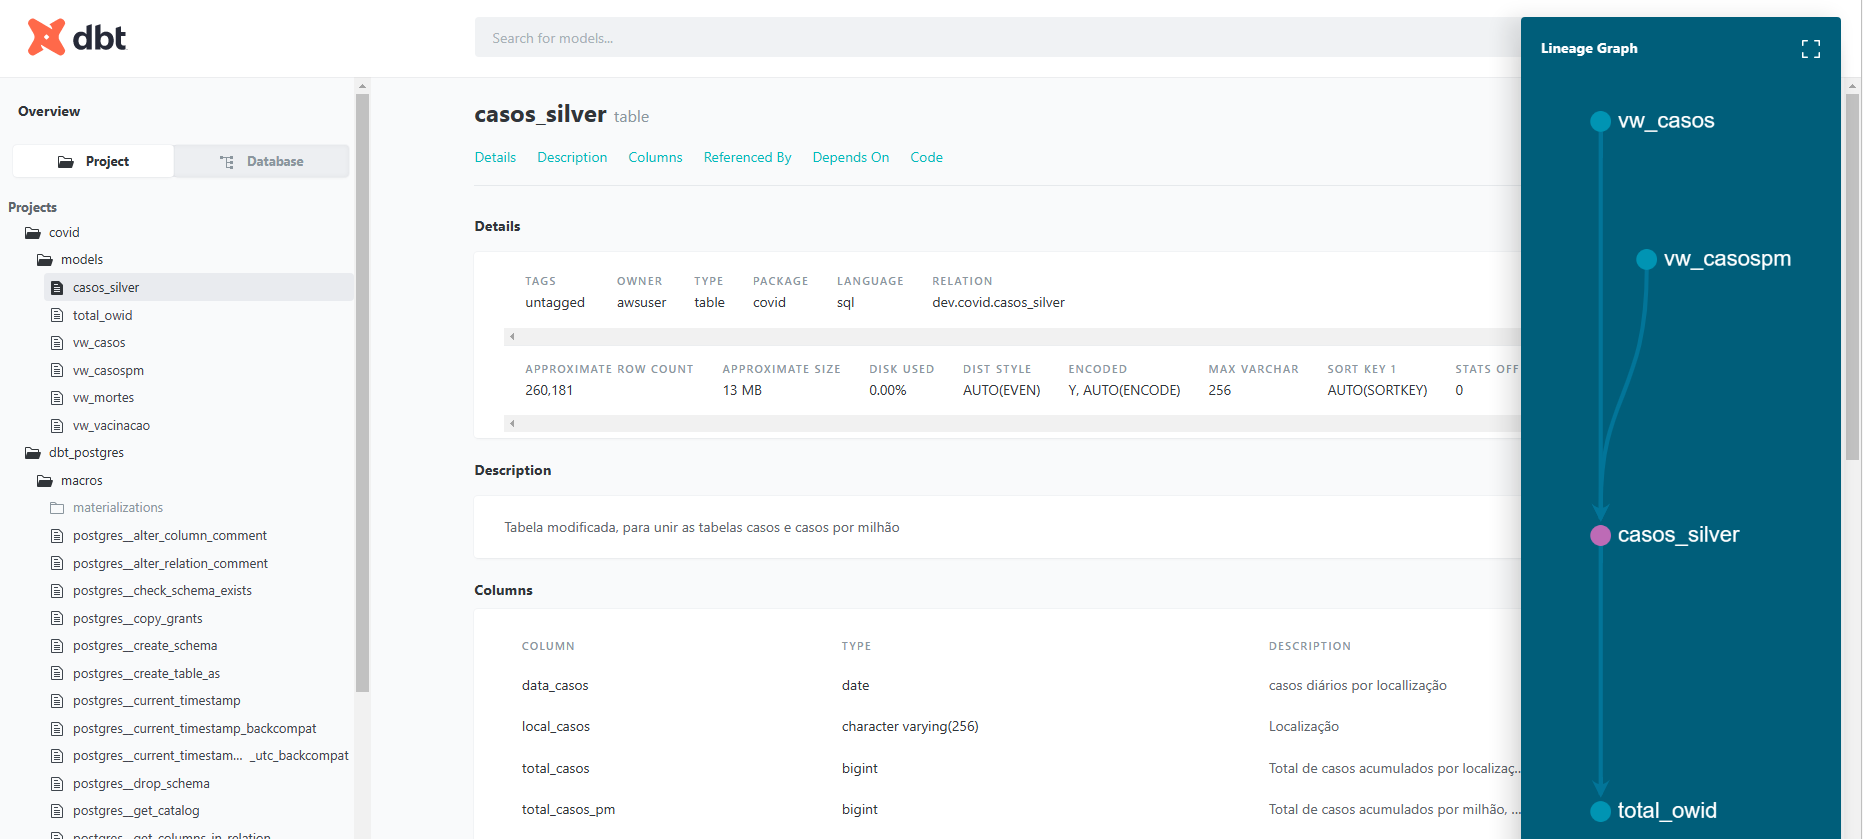 dbt
Search for models...
Overview
Project
Database
Projects
covid
models
casos_silver
total_owid
vw_casos
vw_casospm
vw_mortes
vw_vacinacao
dbt_postgres
macros
materializations
postgres__alter_column_comment
postgres__alter_relation_comment
postgres__check_schema_exists
postgres__copy_grants
postgres__create_schema
postgres__create_table_as
postgres__current_timestamp
postgres__current_timestamp_backcompat
postgres__current_timestam... _utc_backcompat
postgres__drop_schema
postgres__get_catalog
postgres__get_columns_in_relation
casos_silver table
Details Description Columns Referenced By Depends On Code
Details
TAGS OWNER TYPE PACKAGE LANGUAGE RELATION
untagged awsuser table covid sql dev.covid.casos_silver
APPROXIMATE ROW COUNT APPROXIMATE SIZE DISK USED DIST STYLE ENCODED MAX VARCHAR SORT KEY 1 STATS OFF
260,181 13 MB 0.00% AUTO(EVEN) Y, AUTO(ENCODE) 256 AUTO(SORTKEY) 0
Description
Tabela modificada, para unir as tabelas casos e casos por milhão
Columns
COLUMN TYPE DESCRIPTION
data_casos date casos diários por locallização
local_casos character varying(256) Localização
total_casos bigint Total de casos acumulados por localizaç...
total_casos_pm bigint Total de casos acumulados por milhão, ...
Lineage Graph
vw_casos
vw_casospm
casos_silver
total_owid